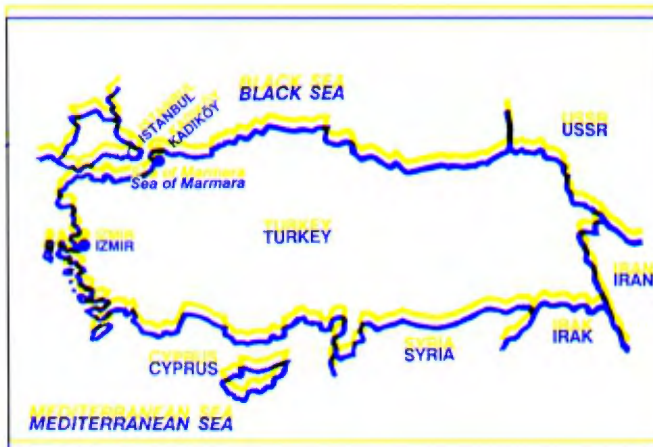 BLACK SEA
ISTANBUL
KADIKÖY
USSR
Sea of Marmara
TURKEY
IZMIR
IRAN
CYPRUS
SYRIA
IRAK
MEDITERRANEAN SEA